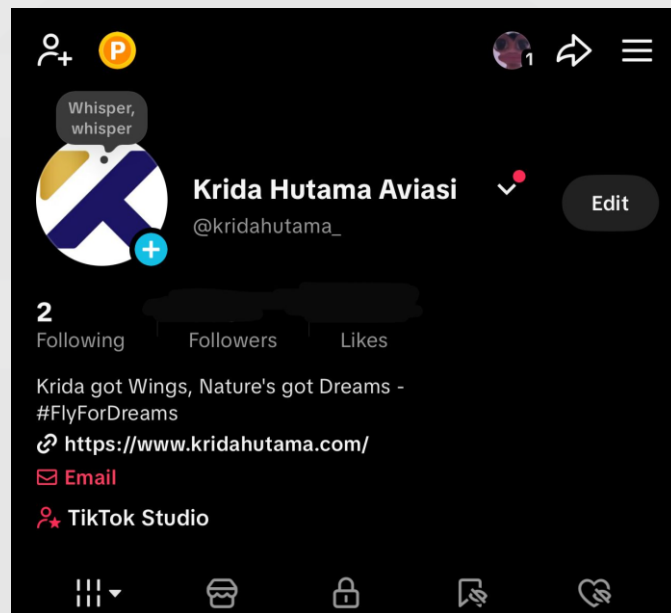 P
1
Whisper,
whisper
Krida Hutama Aviasi
@kridahutama_
Edit
2
Following
Followers
Likes
Krida got Wings, Nature's got Dreams -
#FlyForDreams
https://www.kridahutama.com/
Email
TikTok Studio